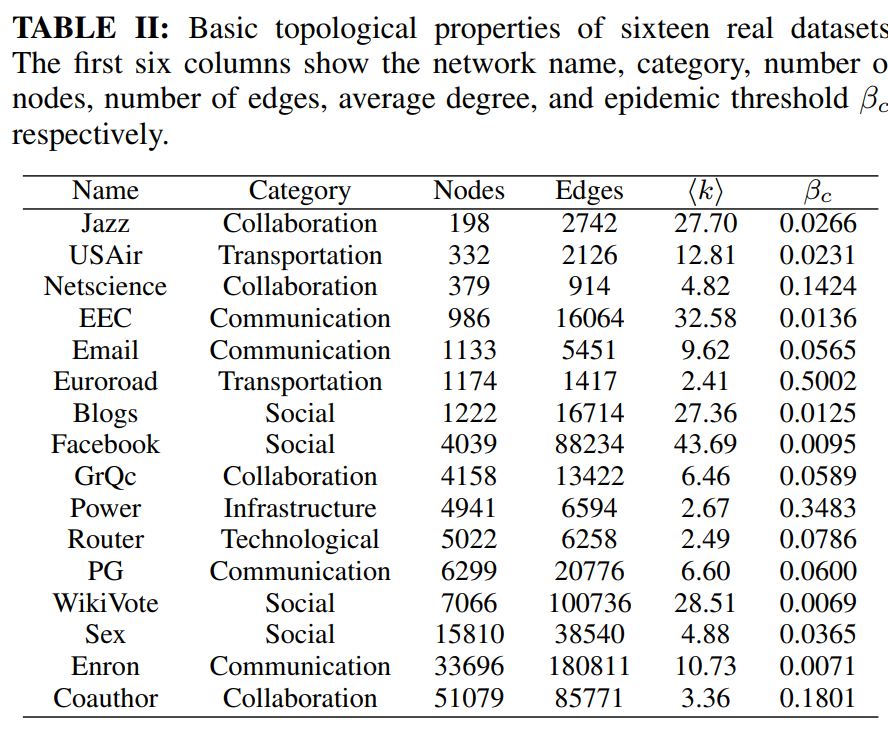 TABLE II: Basic topological properties of sixteen real datasets
The first six columns show the network name, category, number o
nodes, number of edges, average degree, and epidemic threshold βc
respectively.
Name Category Nodes Edges ⟨k⟩ βc
Jazz Collaboration 198 2742 27.70 0.0266
USAir Transportation 332 2126 12.81 0.0231
Netscience Collaboration 379 914 4.82 0.1424
EEC Communication 986 16064 32.58 0.0136
Email Communication 1133 5451 9.62 0.0565
Euroroad Transportation 1174 1417 2.41 0.5002
Blogs Social 1222 16714 27.36 0.0125
Facebook Social 4039 88234 43.69 0.0095
GrQc Collaboration 4158 13422 6.46 0.0589
Power Infrastructure 4941 6594 2.67 0.3483
Router Technological 5022 6258 2.49 0.0786
PG Communication 6299 20776 6.60 0.0600
WikiVote Social 7066 100736 28.51 0.0069
Sex Social 15810 38540 4.88 0.0365
Enron Communication 33696 180811 10.73 0.0071
Coauthor Collaboration 51079 85771 3.36 0.1801